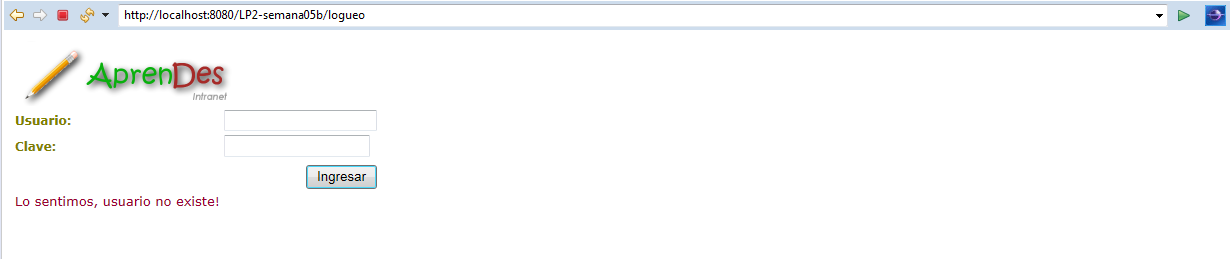 http://localhost:8080/LP2-semana05b/logueo
AprenDes
Intranet
Usuario:
Clave:
Ingresar
Lo sentimos, usuario no existe!